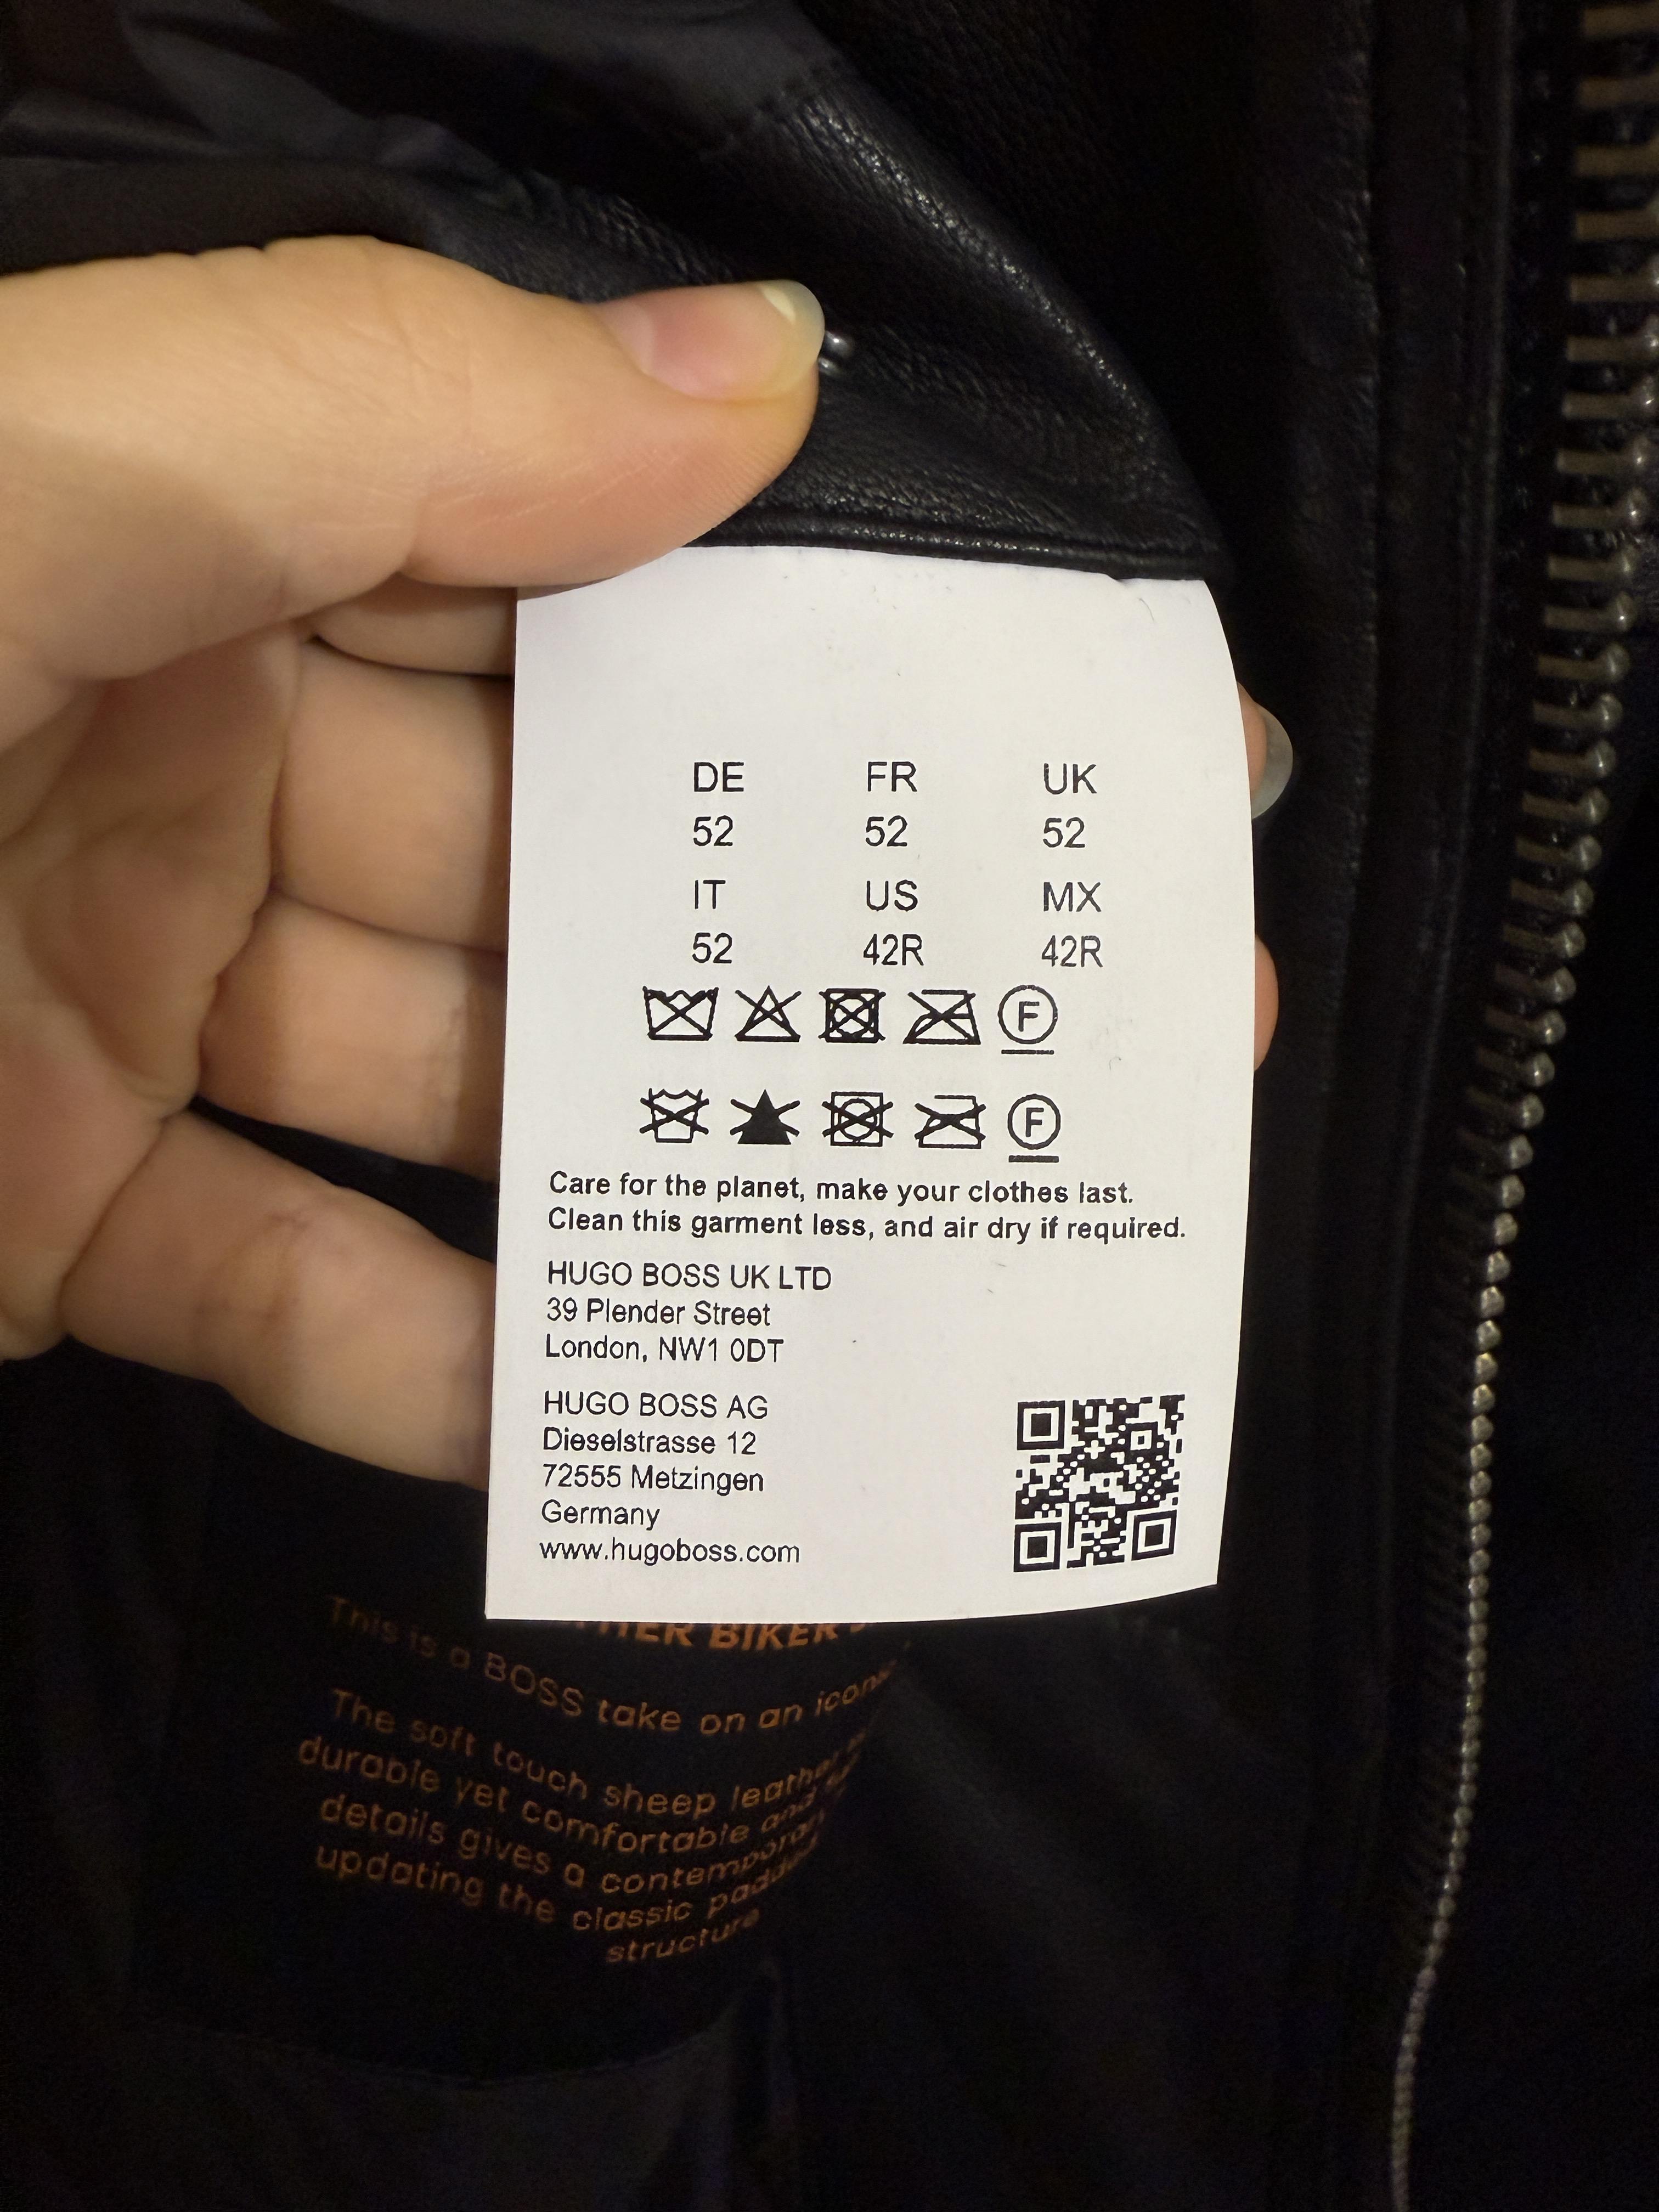 DE FR UK
52 52 52
IT US MX
52 42R 42R
F
F
Care for the planet, make your clothes last.
Clean this garment less, and air dry if required.
HUGO BOSS UK LTD
39 Plender Street
London, NW1 0DT
HUGO BOSS AG
Dieselstrasse 12
72555 Metzingen
Germany
www.hugoboss.com
BIKER
This is a BOSS take on an
The soft touch sheep leather
durable yet comfortable and
details gives a
updating the classic
structure